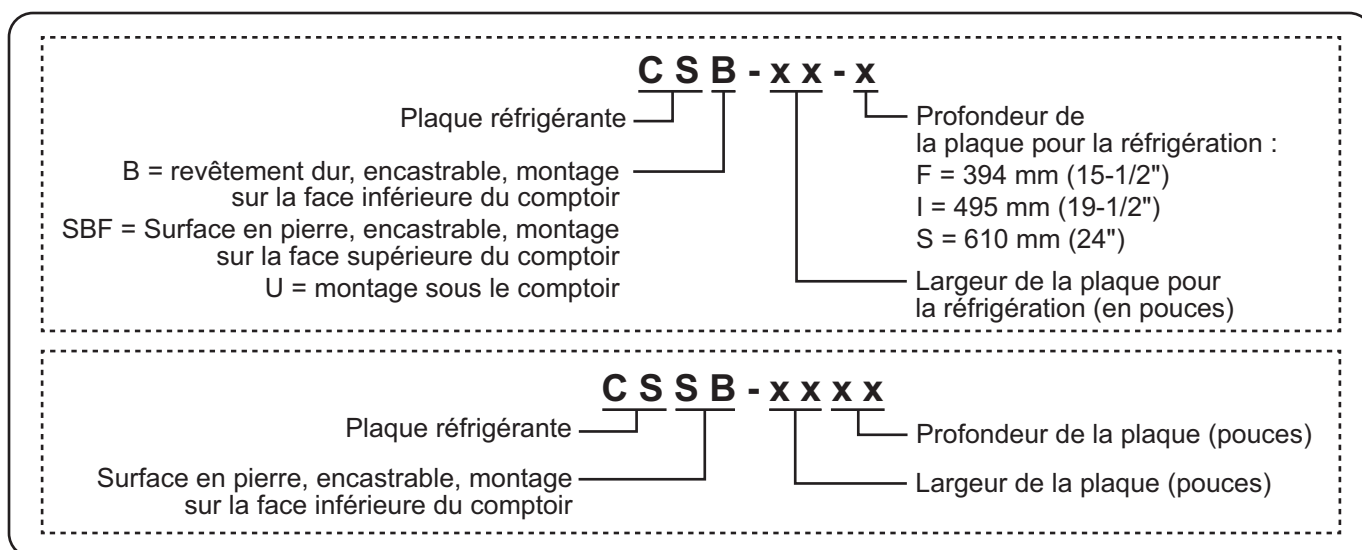 C S B - x x - x
Plaque réfrigérante
B = revêtement dur, encastrable, montage
sur la face inférieure du comptoir
SBF = Surface en pierre, encastrable, montage
sur la face supérieure du comptoir
U = montage sous le comptoir
Profondeur de
la plaque pour la réfrigération :
F = 394 mm (15-1/2")
I = 495 mm (19-1/2")
S = 610 mm (24")
Largeur de la plaque pour
la réfrigération (en pouces)
C S S B - x x x x
Plaque réfrigérante
Surface en pierre, encastrable, montage
sur la face inférieure du comptoir
Profondeur de la plaque (pouces)
Largeur de la plaque (pouces)